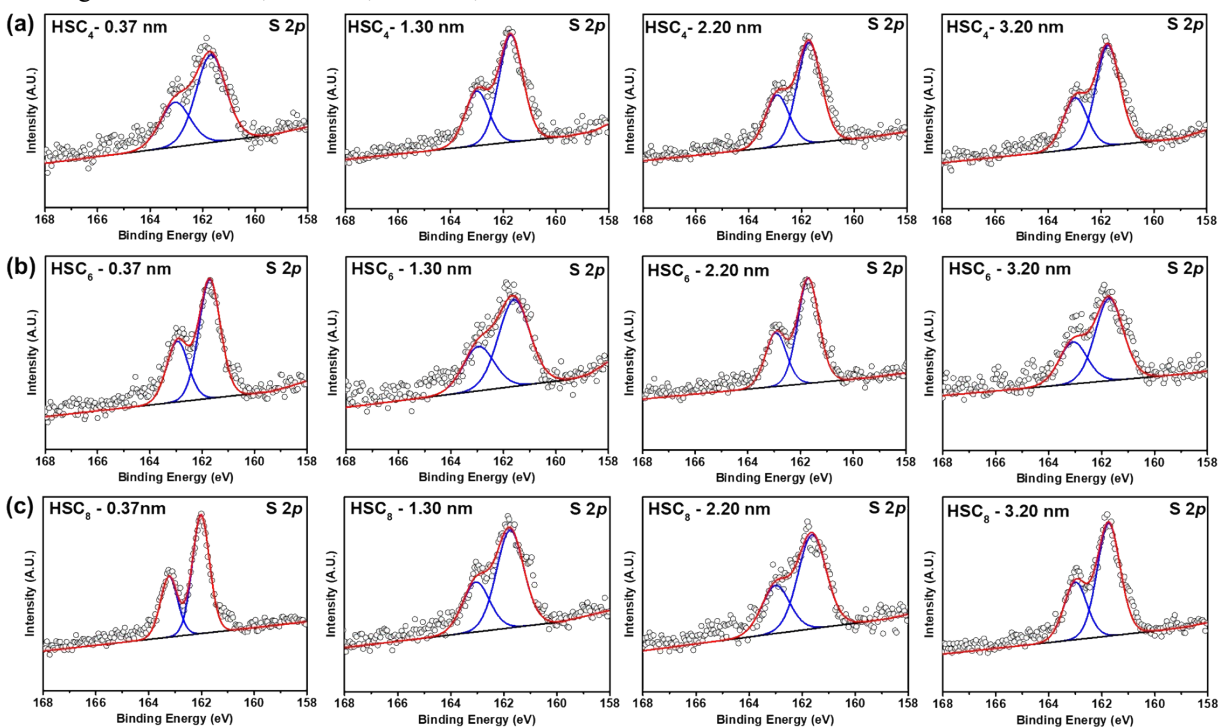 (a)
HSC4- 0.37 nm S 2p
Intensity (A.U.)
168 166 164 162 160 158
Binding Energy (eV)
HSC4- 1.30 nm S 2p
Intensity (A.U.)
168 166 164 162 160 158
Binding Energy (eV)
HSC4- 2.20 nm S 2p
Intensity (A.U.)
168 166 164 162 160 158
Binding Energy (eV)
HSC4- 3.20 nm S 2p
Intensity (A.U.)
168 166 164 162 160 158
Binding Energy (eV)
(b)
HSC6 - 0.37 nm S 2p
Intensity (A.U.)
168 166 164 162 160 158
Binding Energy (eV)
HSC6 - 1.30 nm S 2p
Intensity (A.U.)
168 166 164 162 160 158
Binding Energy (eV)
HSC6 - 2.20 nm S 2p
Intensity (A.U.)
168 166 164 162 160 158
Binding Energy (eV)
HSC6 - 3.20 nm S 2p
Intensity (A.U.)
168 166 164 162 160 158
Binding Energy (eV)
(c)
HSC8 - 0.37nm S 2p
Intensity (A.U.)
168 166 164 162 160 158
Binding Energy (eV)
HSC8 - 1.30 nm S 2p
Intensity (A.U.)
168 166 164 162 160 158
Binding Energy (eV)
HSC8 - 2.20 nm S 2p
Intensity (A.U.)
168 166 164 162 160 158
Binding Energy (eV)
HSC8 - 3.20 nm S 2p
Intensity (A.U.)
168 166 164 162 160 158
Binding Energy (eV)